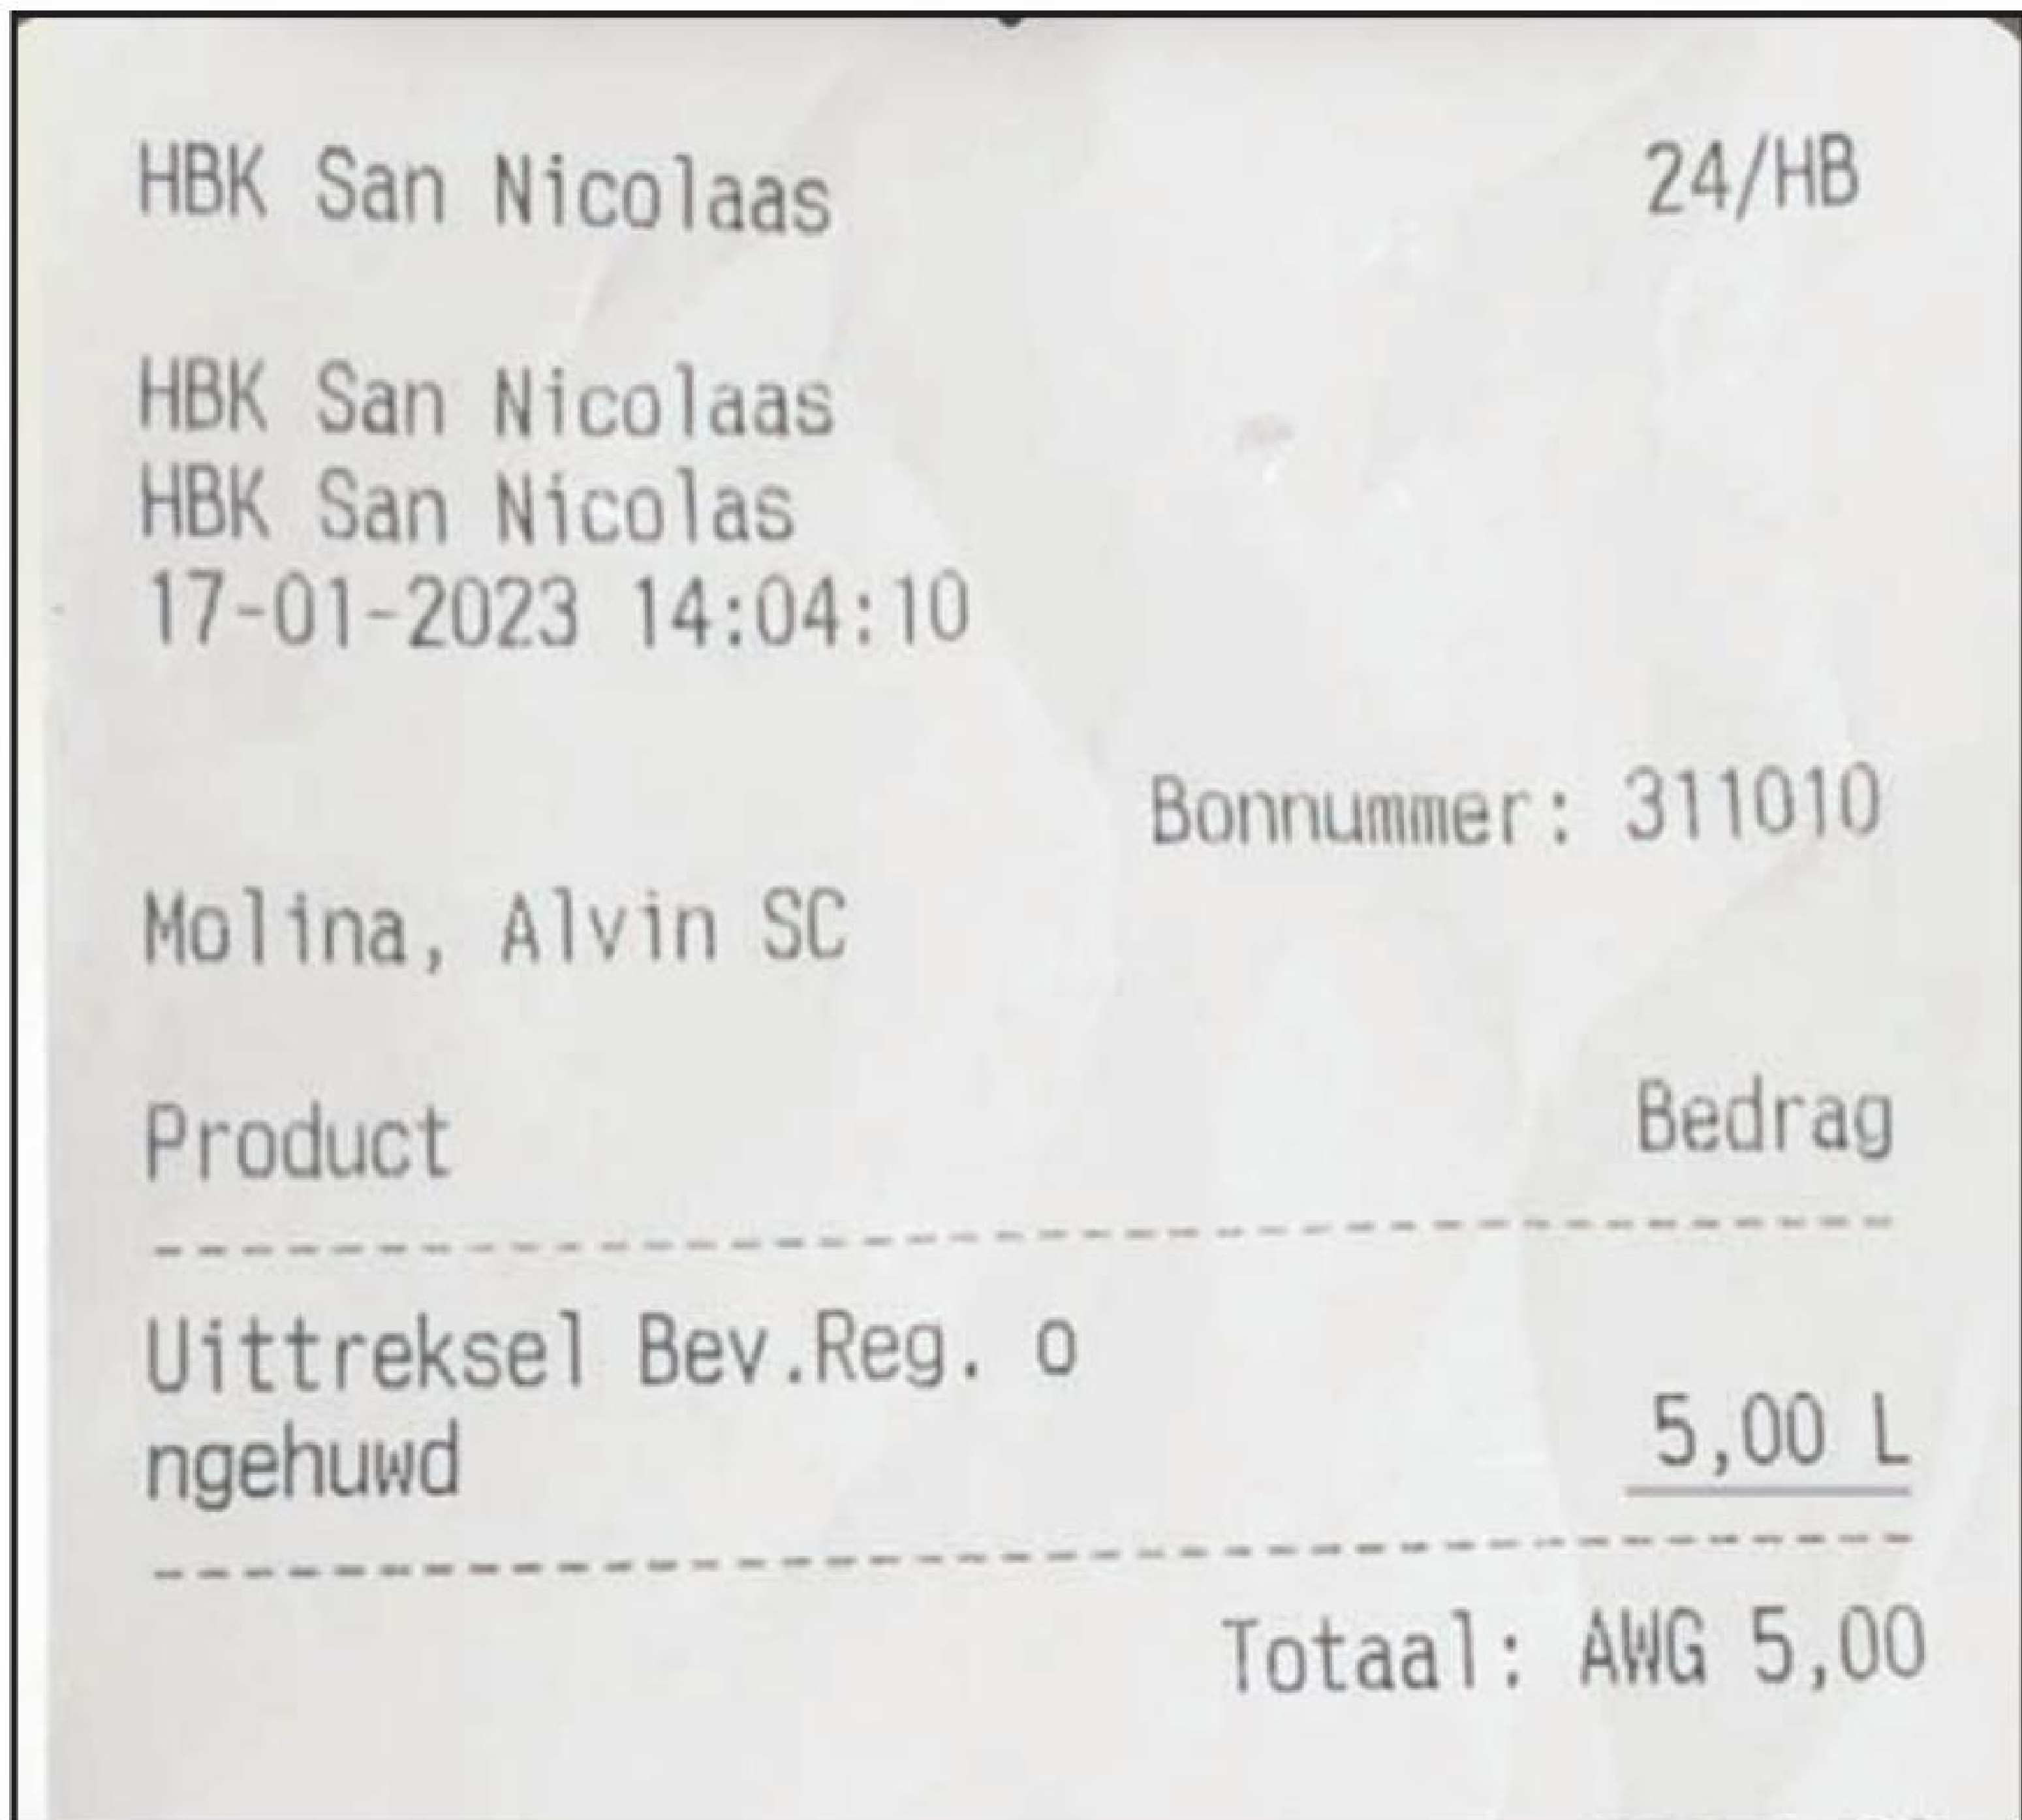 HBK San Nicolaas 24/HB
HBK San Nicolaas
HBK San Nicolas
17-01-2023 14:04:10
Bonnummer: 311010
Molina, Alvin SC
Product Bedrag
Uittreksel Bev.Reg. o
ngehuwd 5,00 L
Totaal: AWG 5,00